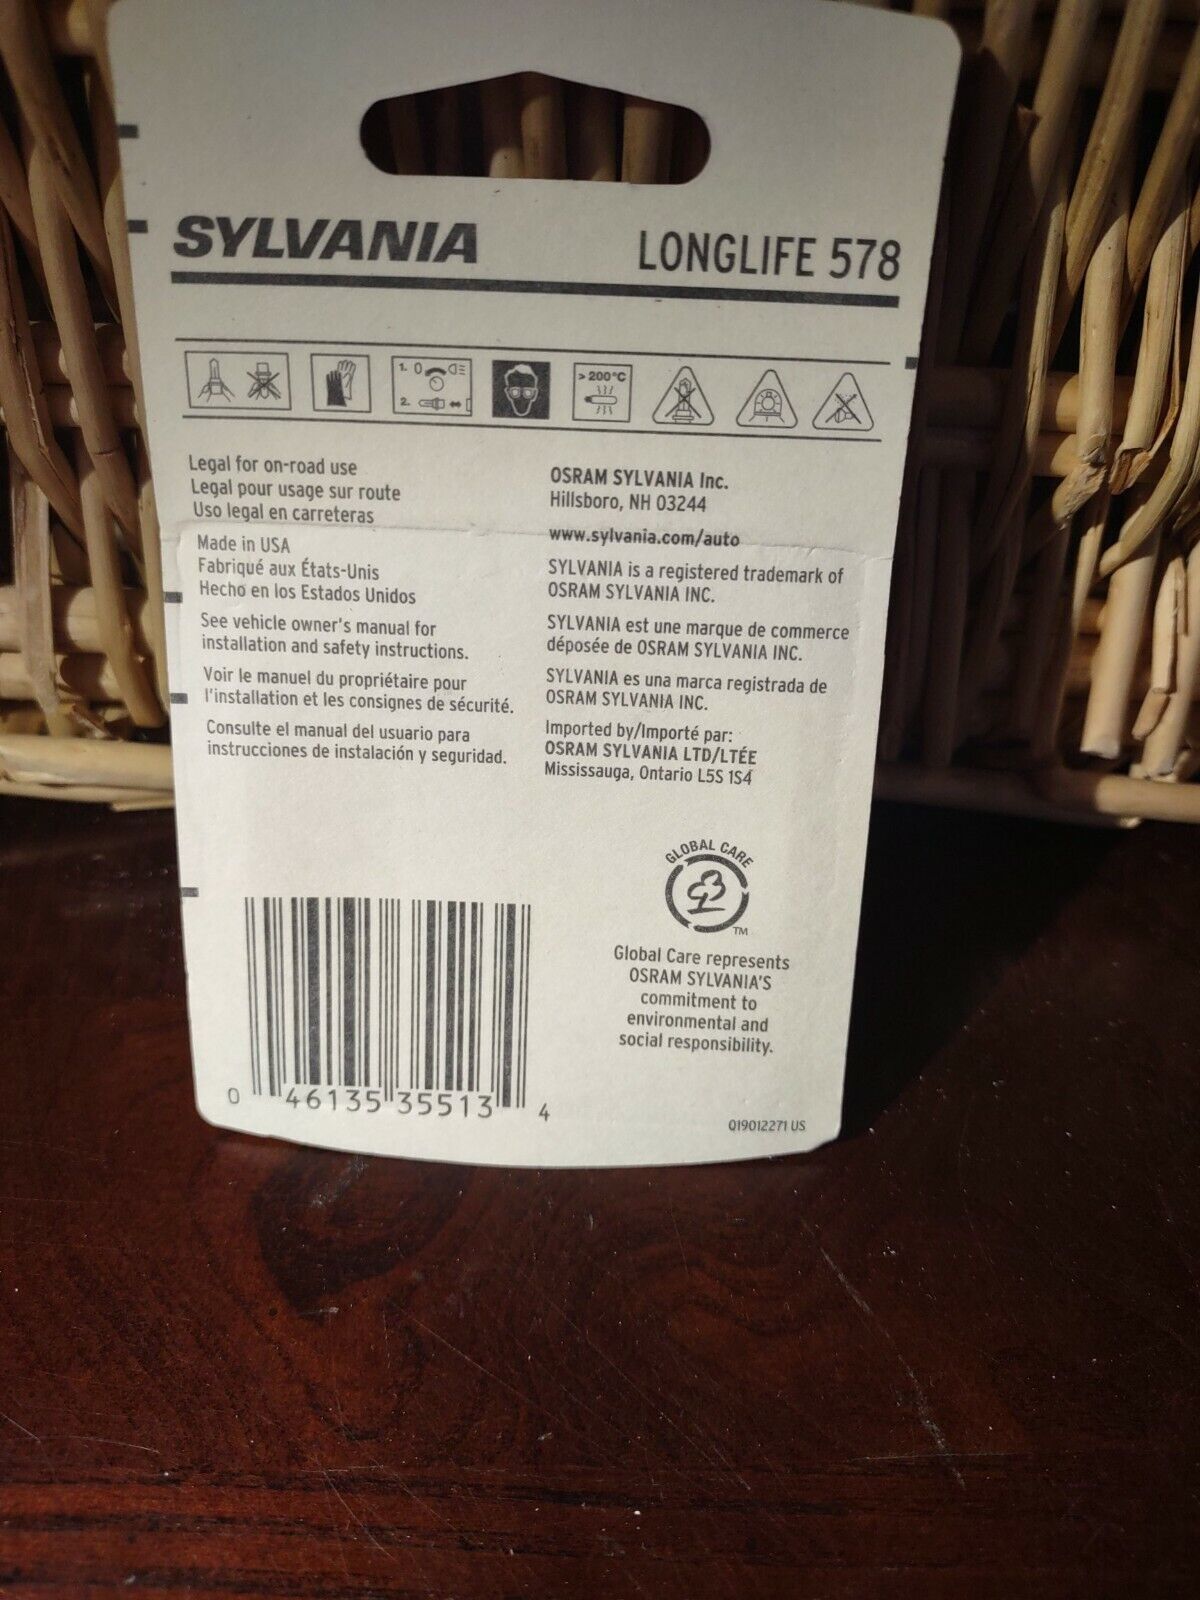 SYLVANIA
LONGLIFE 578
1. 0
2.
> 200°C
Legal for on-road use
Legal pour usage sur route
Uso legal en carreteras
Made in USA
Fabriqué aux États-Unis
Hecho en los Estados Unidos
See vehicle owner's manual for
installation and safety instructions.
Voir le manuel du propriétaire pour
l'installation et les consignes de sécurité.
Consulte el manual del usuario para
instrucciones de instalación y seguridad.
OSRAM SYLVANIA Inc.
Hillsboro, NH 03244
www.sylvania.com/auto
SYLVANIA is a registered trademark of
OSRAM SYLVANIA INC.
SYLVANIA est une marque de commerce
déposée de OSRAM SYLVANIA INC.
SYLVANIA es una marca registrada de
OSRAM SYLVANIA INC.
Imported by/Importé par:
OSRAM SYLVANIA LTD/LTÉE
Mississauga, Ontario L5S 1S4
GLOBAL CARE
TM
Global Care represents
OSRAM SYLVANIA'S
commitment to
environmental and
social responsibility.
0 46135 35513 4
Q19012271 US